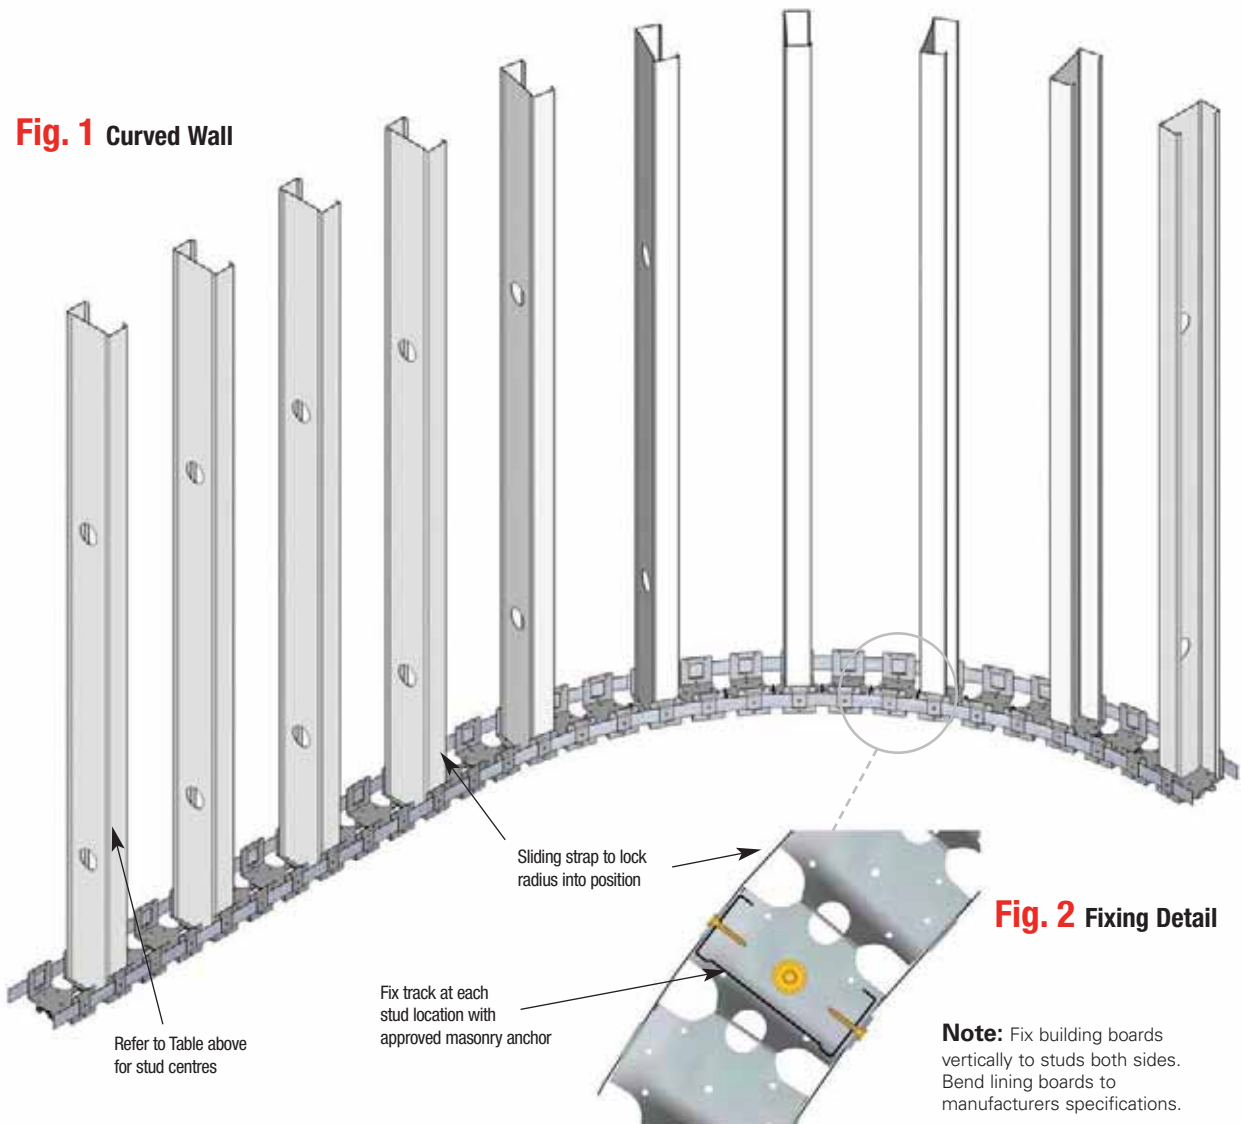 Fig. 1 Curved Wall
Sliding strap to lock
radius into position
Fig. 2 Fixing Detail
Fix track at each
stud location with
approved masonry anchor
Refer to Table above
for stud centres
Note: Fix building boards
vertically to studs both sides.
Bend lining boards to
manufacturers specifications.